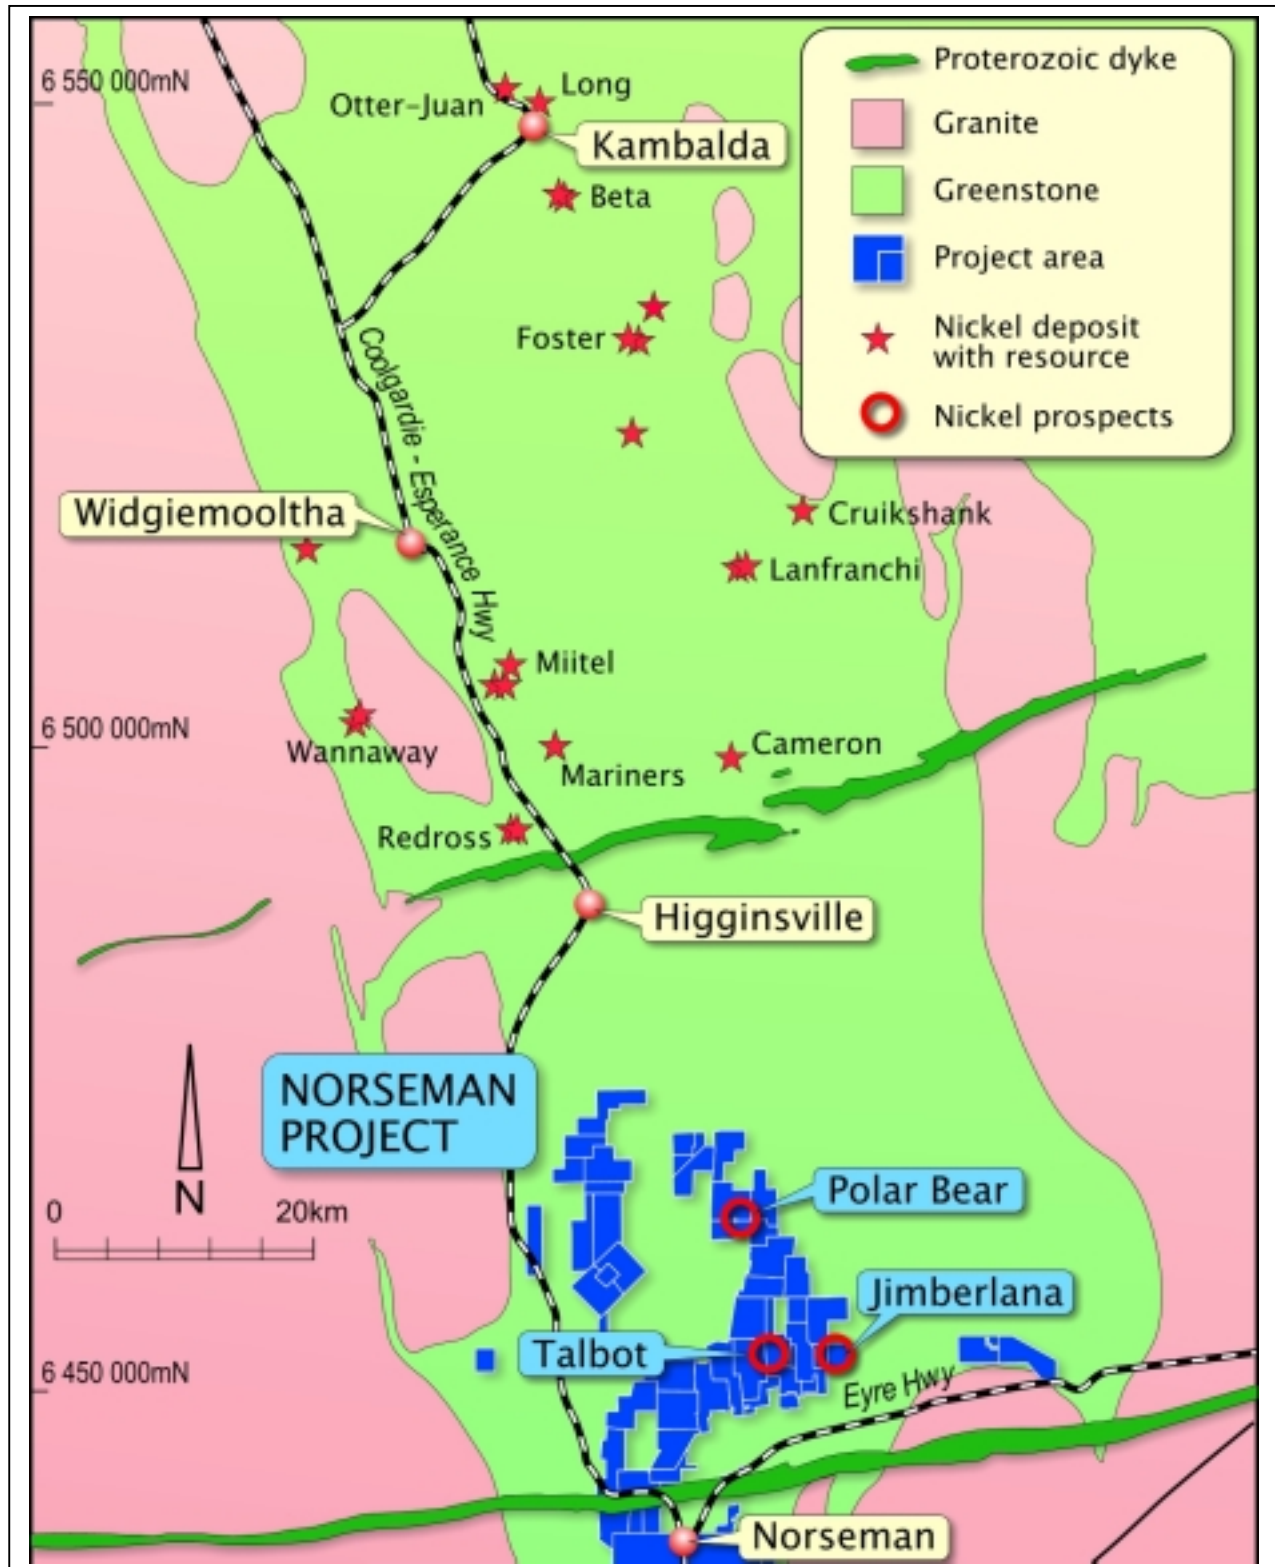 6 550 000mN
Otter-Juan
Long
Kambalda
Beta
Proterozoic dyke
Granite
Greenstone
Project area
Nickel deposit
with resource
Nickel prospects
Foster
Coolgardie - Esperance Hwy
Widgiemooltha
Cruikshank
Lanfranchi
Miitel
6 500 000mN
Wannaway
Mariners
Cameron
Redross
Higginsville
NORSEMAN
PROJECT
N
0 20km
Polar Bear
Jimberlana
Talbot
6 450 000mN
Eyre Hwy
Norseman